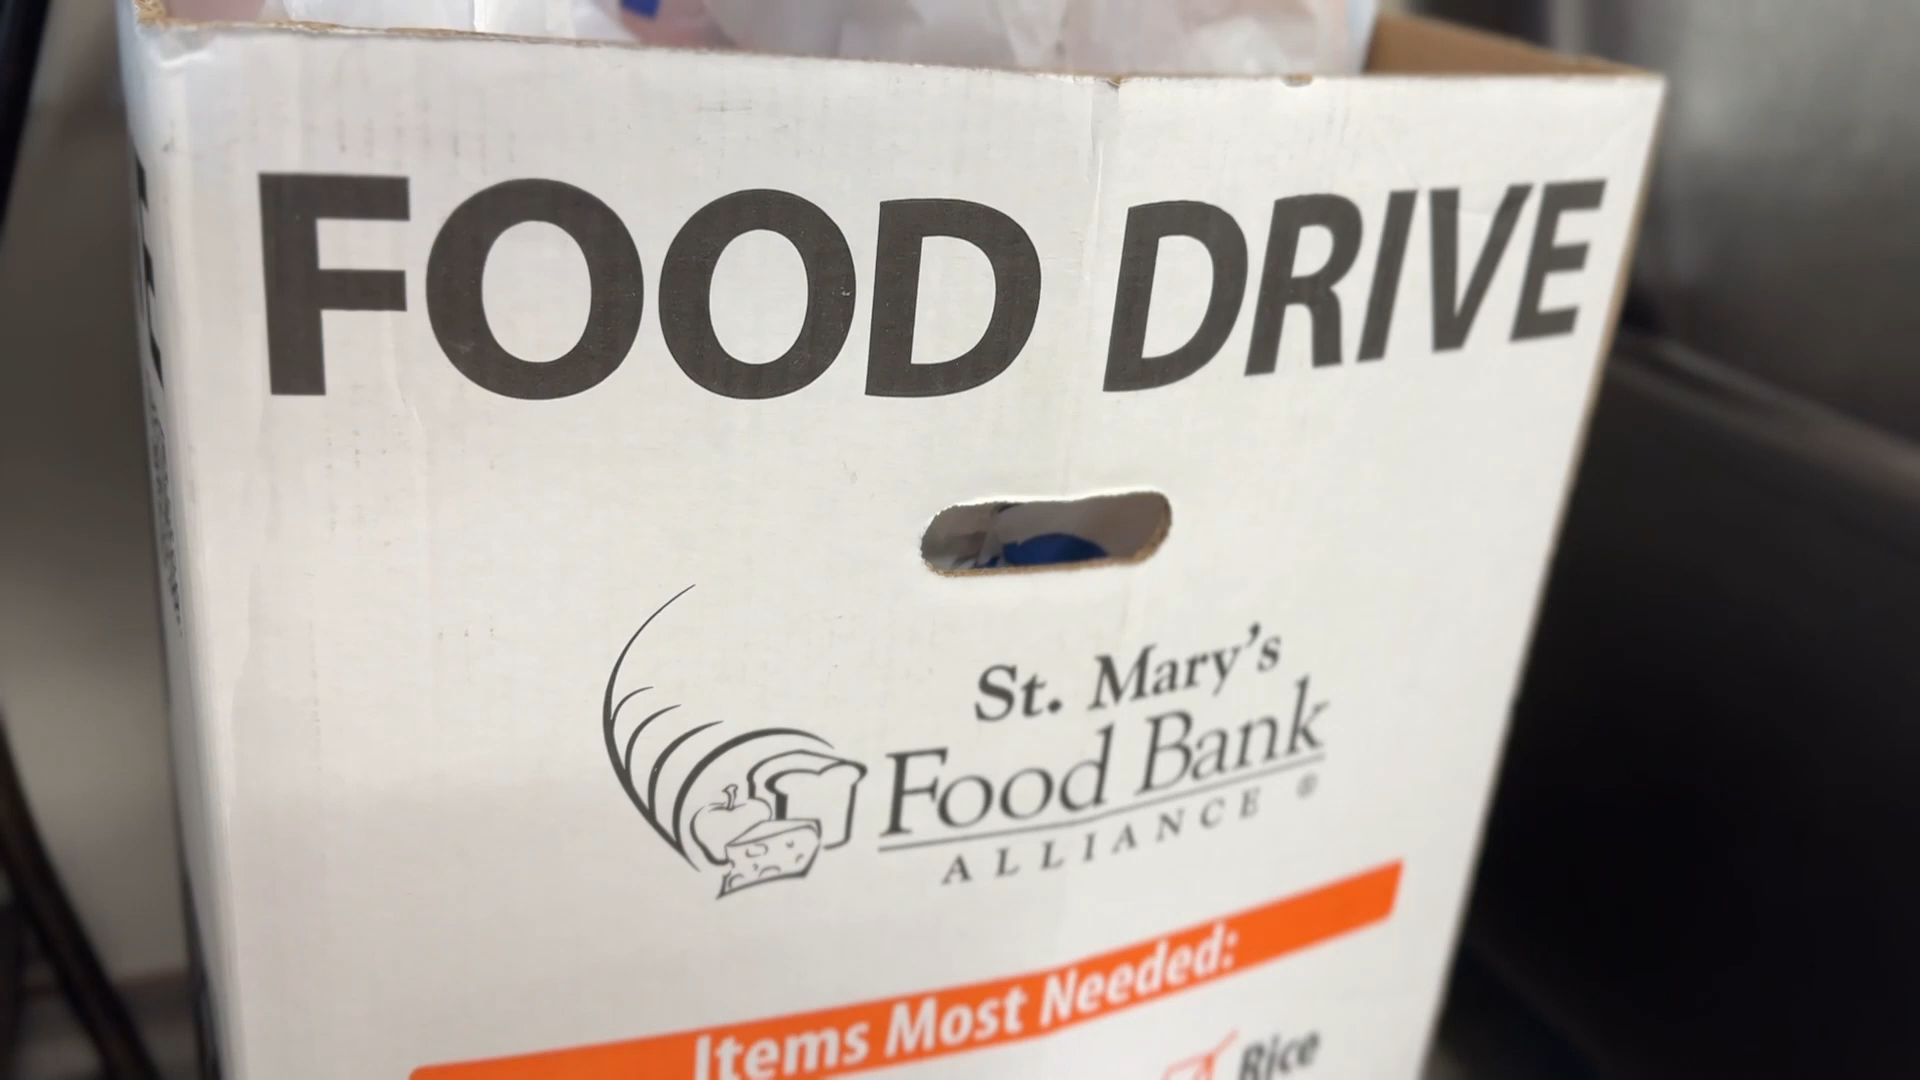 FOOD DRIVE
St. Mary's
Food Bank
ALLIANCE ®
Items Most Needed:
Rice